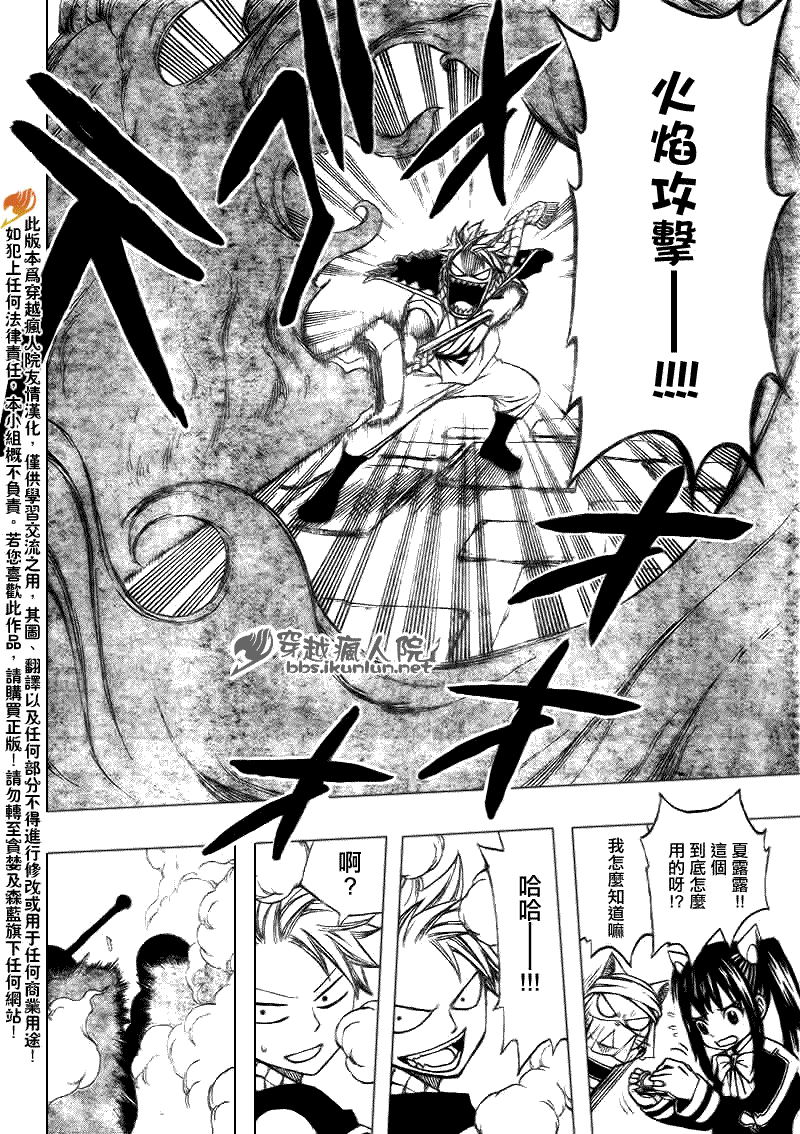 火焰攻擊——!!!!
夏露露!!
這個
到底怎麼
用的呀!?
我怎麼知道嘛
哈哈——!!!
啊?
穿越瘋人院
bbs.ikunlun.net
此版本爲穿越瘋人院友情漢化,僅供學習交流之用,其圖、翻譯以及任何部分不得進行修改或用于任何商業用途!
如犯上任何法律責任,本小組概不負責。若您喜歡此作品,請購買正版!請勿轉至貪婪及森藍旗下任何網站!